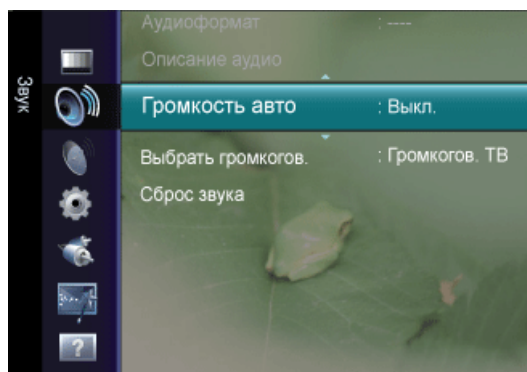 Звук
Аудиоформат : ----
Описание аудио
Громкость авто : Выкл.
Выбрать громкогов. : Громкогов. ТВ
Сброс звука
?